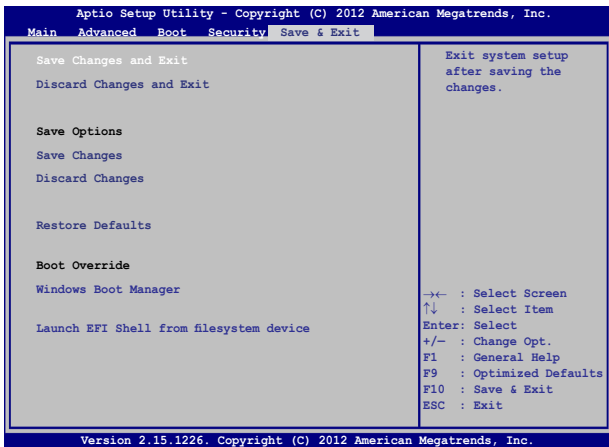 Aptio Setup Utility - Copyright (C) 2012 American Megatrends, Inc.
Main Advanced Boot Security Save & Exit
Save Changes and Exit
Discard Changes and Exit
Save Options
Save Changes
Discard Changes
Restore Defaults
Boot Override
Windows Boot Manager
Launch EFI Shell from filesystem device
Exit system setup
after saving the
changes.
→← : Select Screen
↑↓ : Select Item
Enter: Select
+/— : Change Opt.
F1 : General Help
F9 : Optimized Defaults
F10 : Save & Exit
ESC : Exit
Version 2.15.1226. Copyright (C) 2012 American Megatrends, Inc.